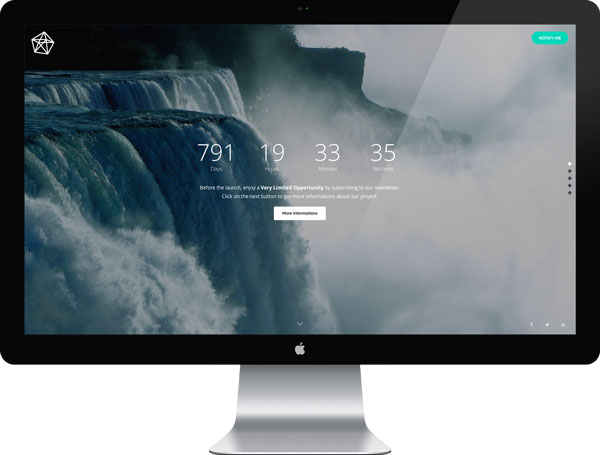 NOTIFY ME
791 19 33 35
Days Hours Minutes Seconds
Before the launch, enjoy a Very Limited Opportunity by subscribing to our newsletter.
Click on the next button to get more informations about our project.
More Informations